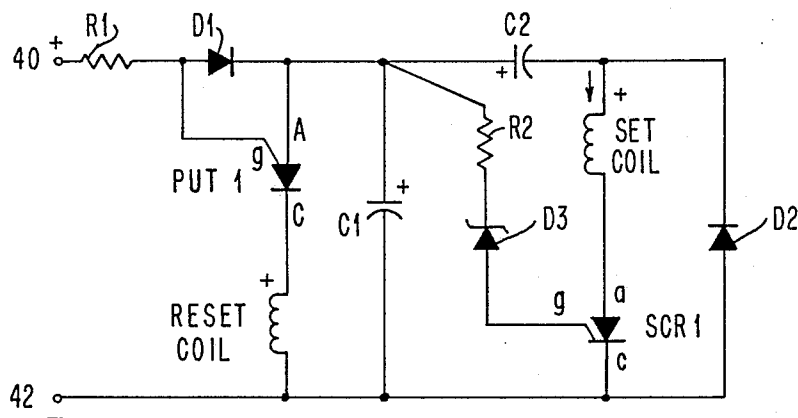 40 +
R1
D1
C2
+
+
R2
SET
COIL
A
g
PUT 1
C
C1
+
D3
D2
+
RESET
COIL
g
a
SCR1
c
42